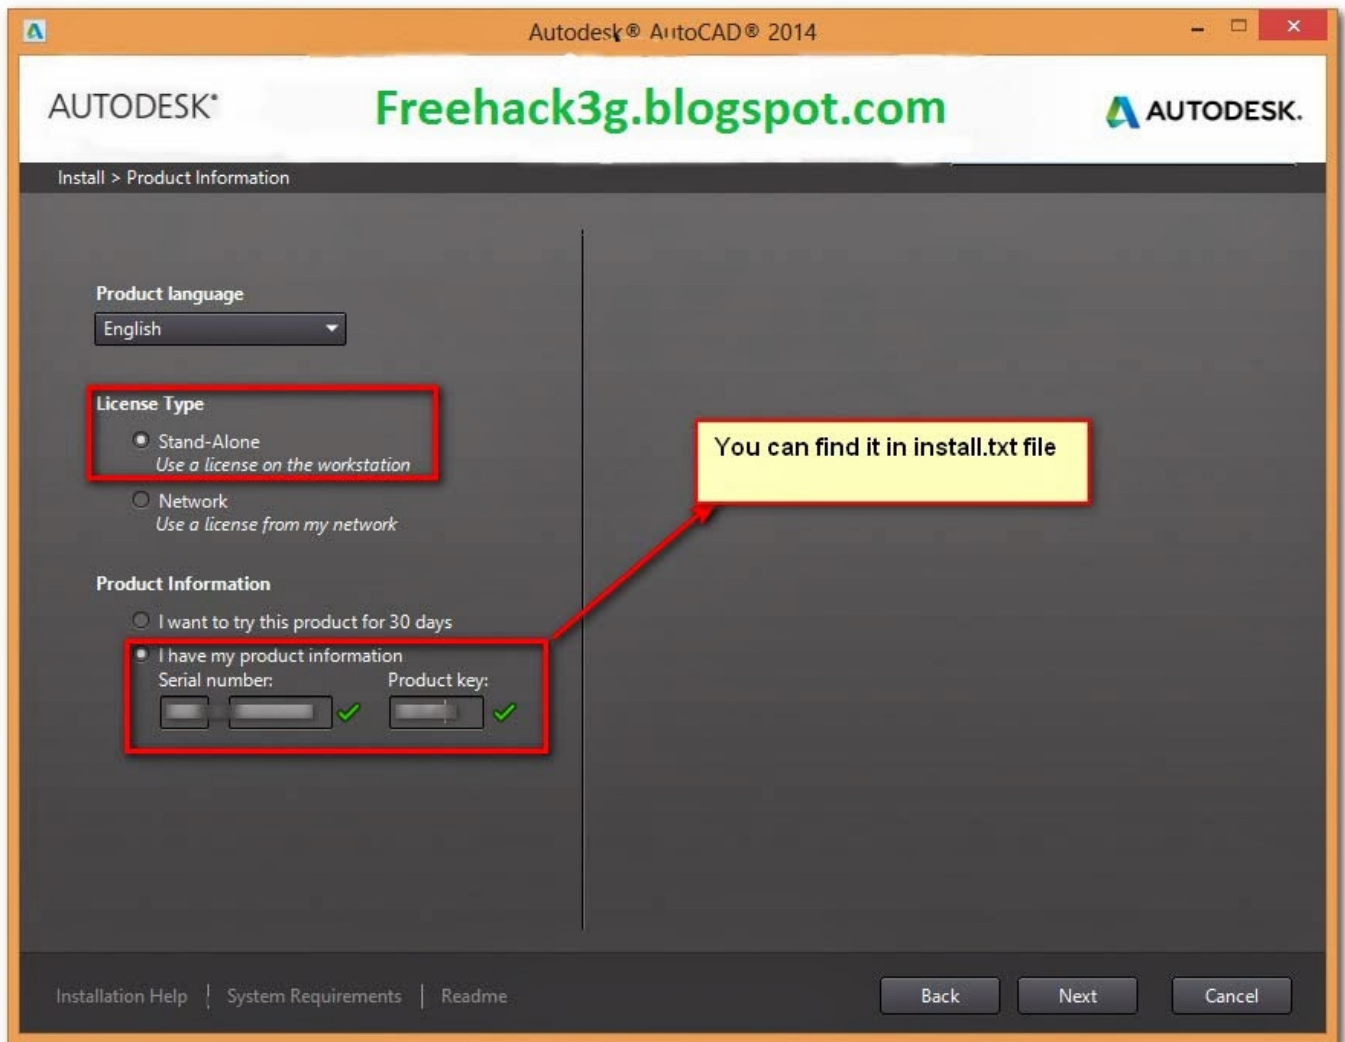 Autodesk® AutoCAD® 2014
AUTODESK®
Freehack3g.blogspot.com
AUTODESK.
Install > Product Information
Product language
English
License Type
Stand-Alone
Use a license on the workstation
Network
Use a license from my network
Product Information
I want to try this product for 30 days
I have my product information
Serial number: Product key:
You can find it in install.txt file
Installation Help | System Requirements | Readme
Back Next Cancel